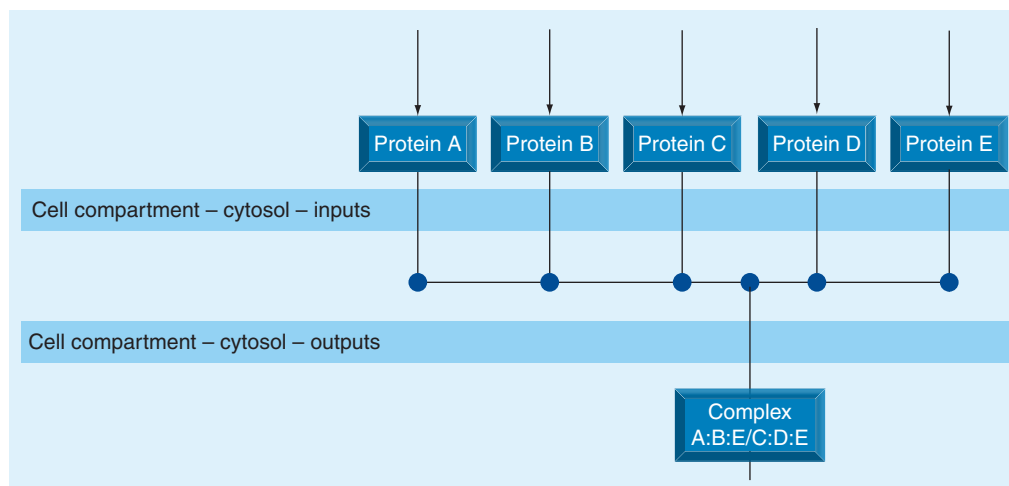 Protein A
Protein B
Protein C
Protein D
Protein E
Cell compartment – cytosol – inputs
Cell compartment – cytosol – outputs
Complex
A:B:E/C:D:E